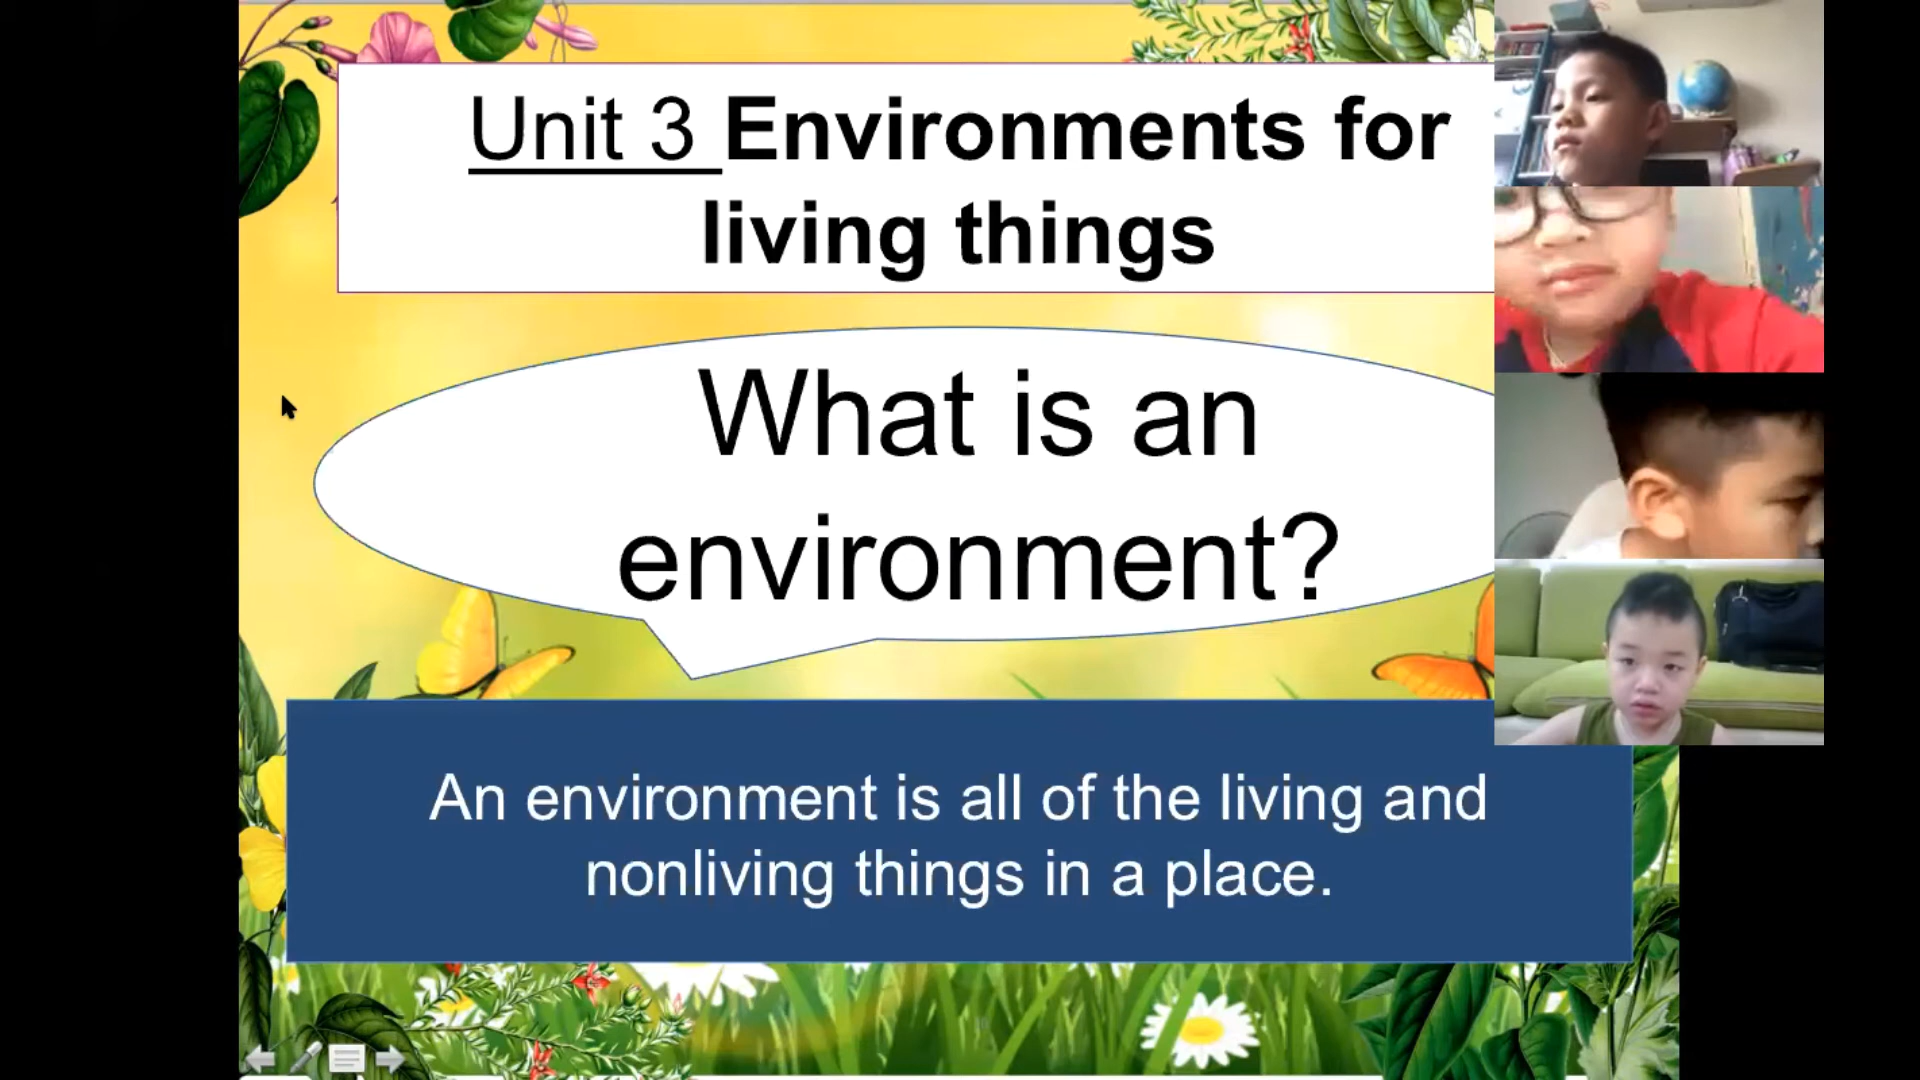 Unit 3 Environments for
living things
What is an
environment?
An environment is all of the living and
nonliving things in a place.